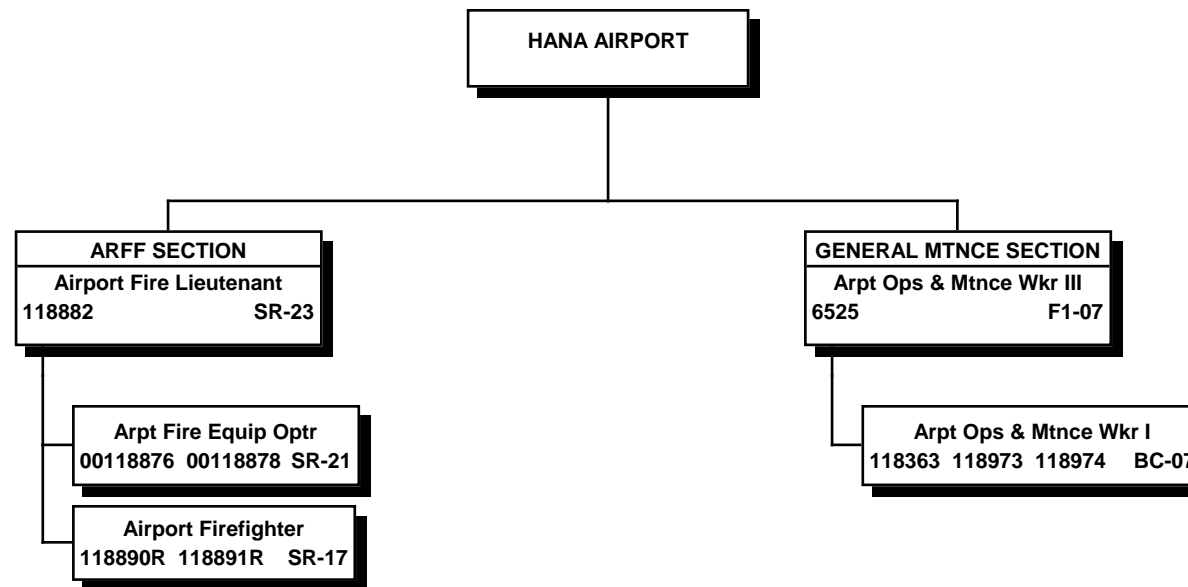 HANA AIRPORT
ARFF SECTION
Airport Fire Lieutenant
118882 SR-23
Arpt Fire Equip Optr
00118876 00118878 SR-21
Airport Firefighter
118890R 118891R SR-17
GENERAL MTNCE SECTION
Arpt Ops & Mtnce Wkr III
6525 F1-07
Arpt Ops & Mtnce Wkr I
118363 118973 118974 BC-07